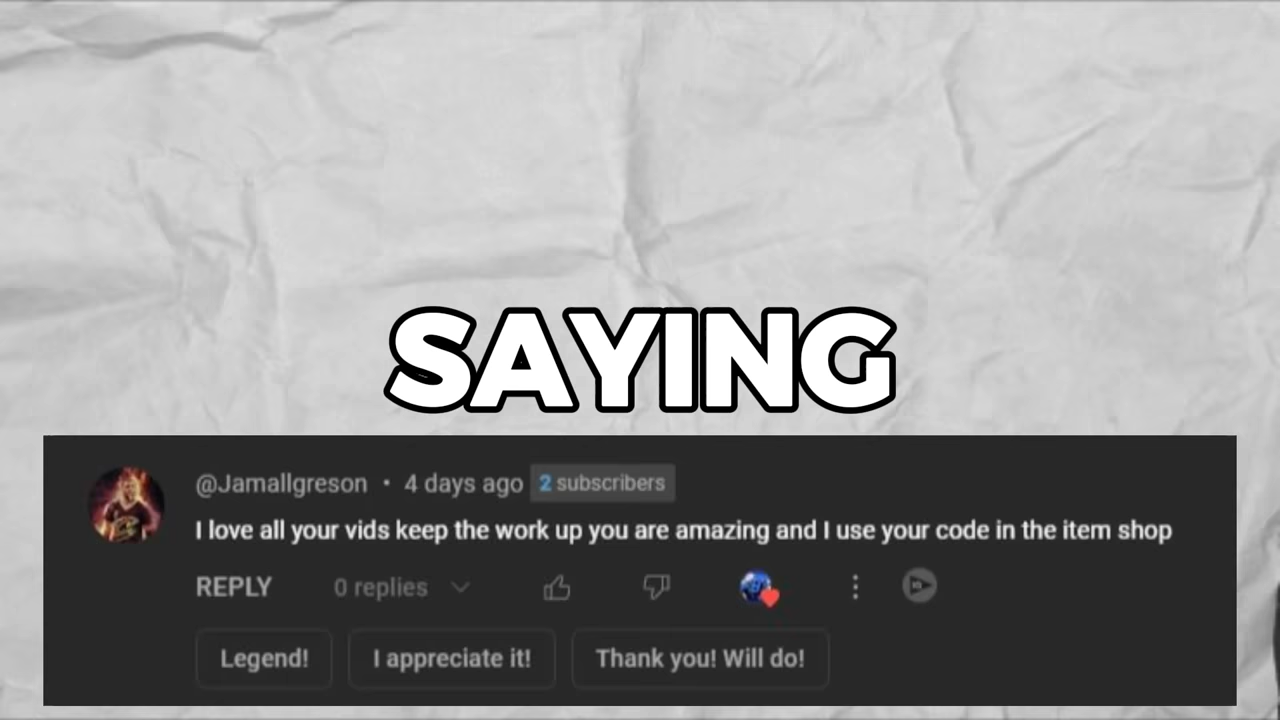 SAYING
@Jamallgreson • 4 days ago 2 subscribers
I love all your vids keep the work up you are amazing and I use your code in the item shop
REPLY 0 replies
Legend! I appreciate it! Thank you! Will do!